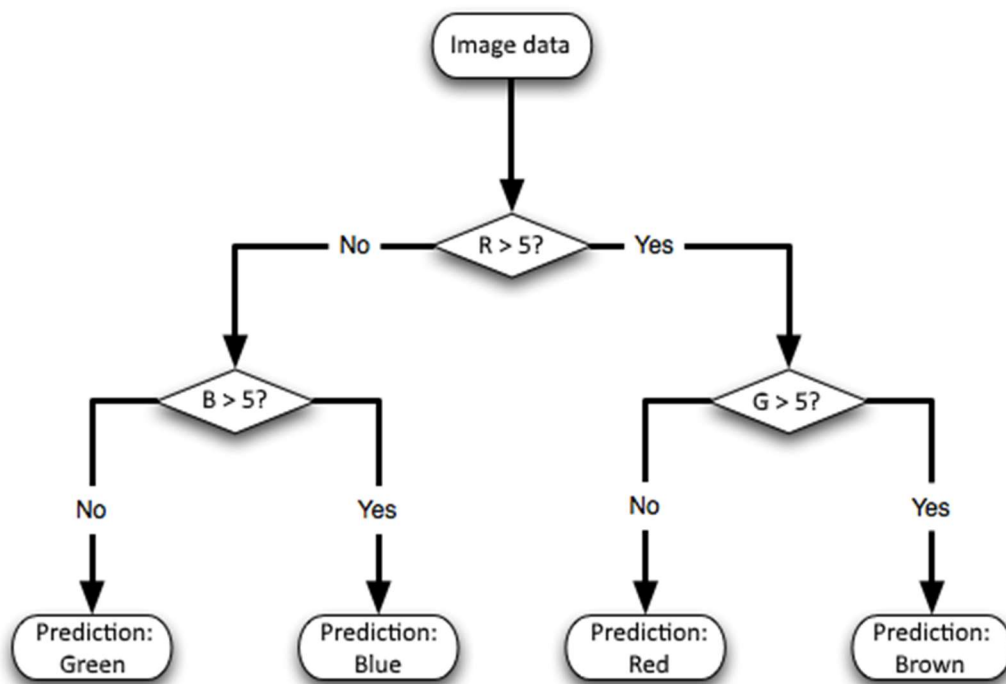 Image data
No
R > 5?
Yes
B > 5?
G > 5?
No
Yes
No
Yes
Prediction:
Green
Prediction:
Blue
Prediction:
Red
Prediction:
Brown